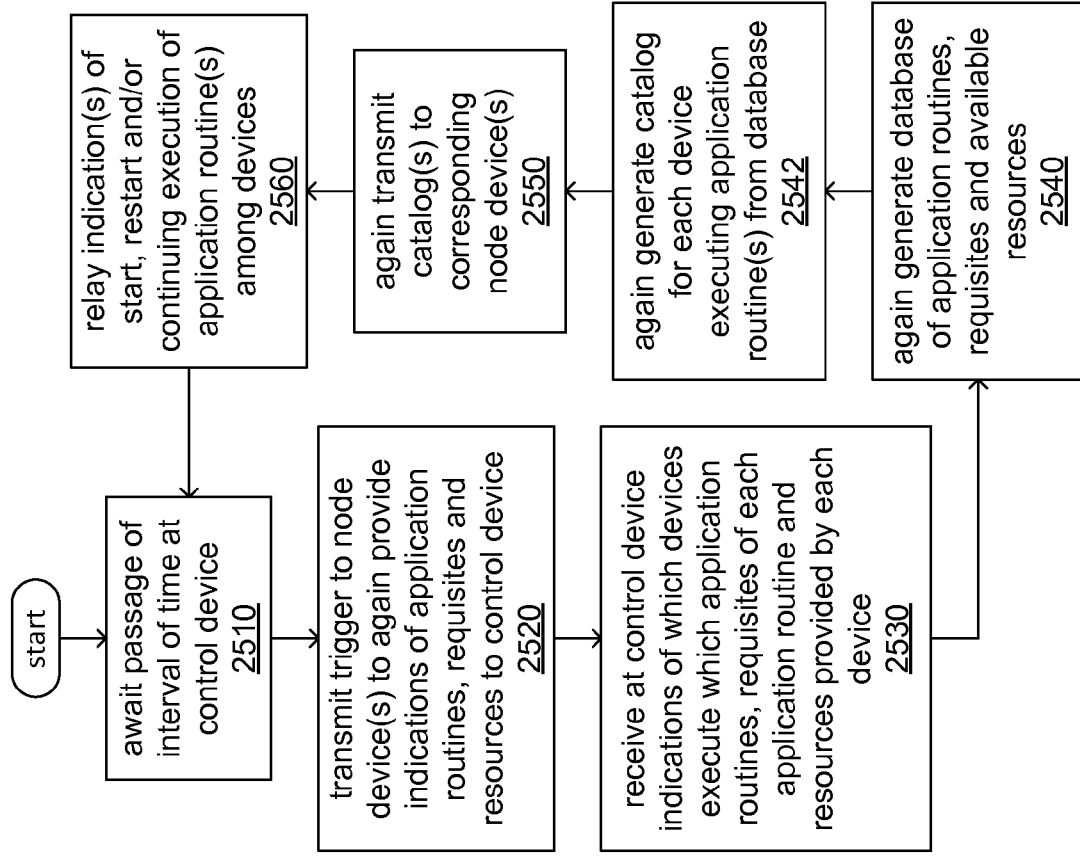 start
await passage of
interval of time at
control device
2510
transmit trigger to node
device(s) to again provide
indications of application
routines, requisites and
resources to control device
2520
receive at control device
indications of which devices
execute which application
routines, requisites of each
application routine and
resources provided by each
device
2530
again generate database
of application routines,
requisites and available
resources
2540
again generate catalog
for each device
executing application
routine(s) from database
2542
again transmit
catalog(s) to
corresponding
node device(s)
2550
relay indication(s) of
start, restart and/or
continuing execution of
application routine(s)
among devices
2560